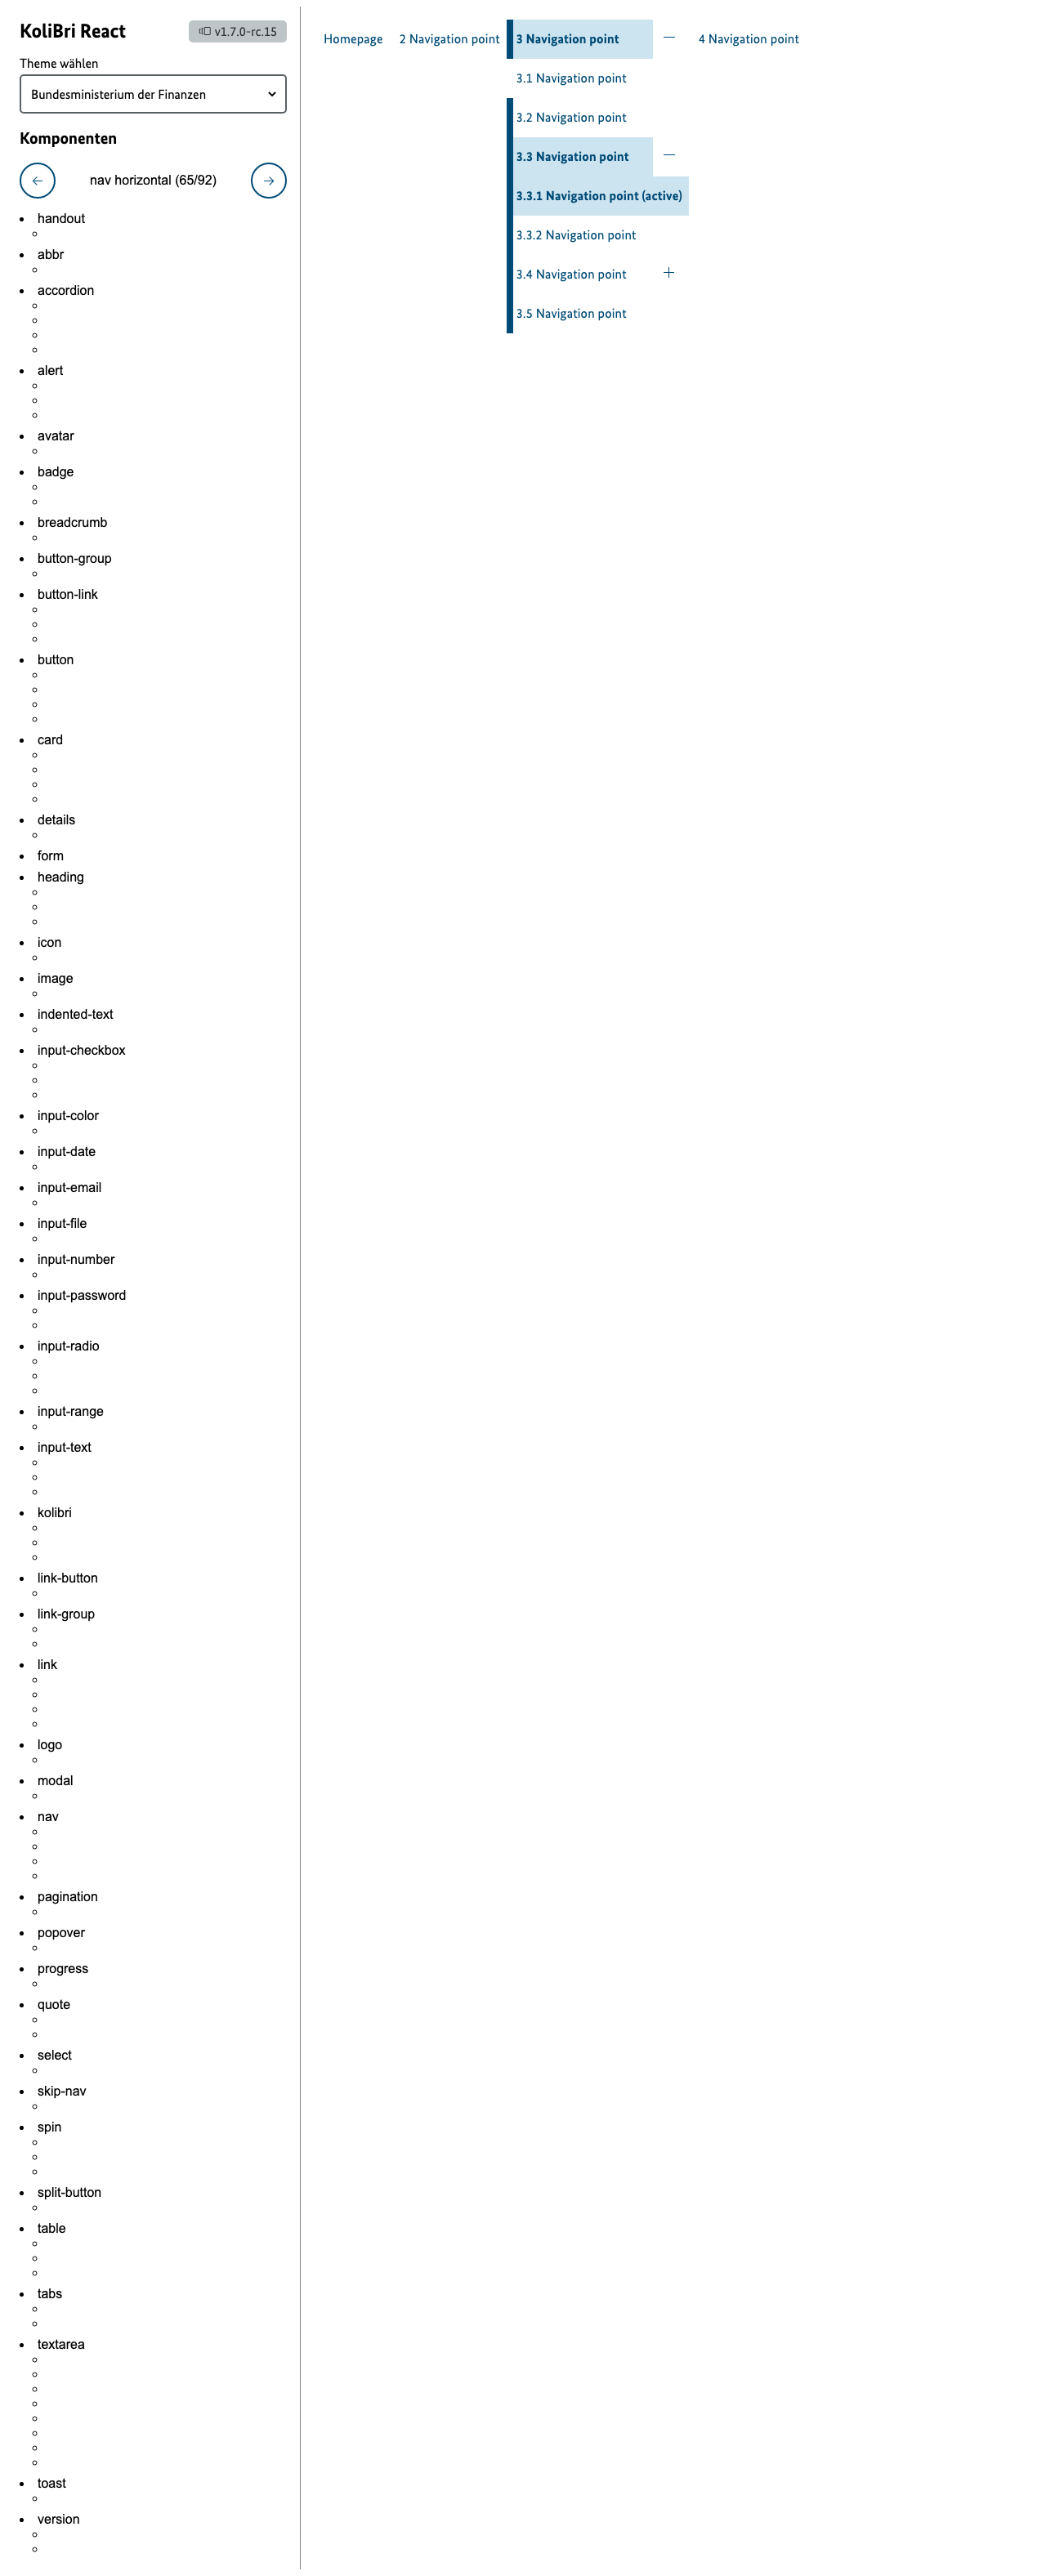 KoliBri React
v1.7.0-rc.15
Theme wählen
Bundesministerium der Finanzen
Komponenten
nav horizontal (65/92)
handout
abbr
accordion
alert
avatar
badge
breadcrumb
button-group
button-link
button
card
details
form
heading
icon
image
indented-text
input-checkbox
input-color
input-date
input-email
input-file
input-number
input-password
input-radio
input-range
input-text
kolibri
link-button
link-group
link
logo
modal
nav
pagination
popover
progress
quote
select
skip-nav
spin
split-button
table
tabs
textarea
toast
version
Homepage
2 Navigation point
3 Navigation point
3.1 Navigation point
3.2 Navigation point
3.3 Navigation point
3.3.1 Navigation point (active)
3.3.2 Navigation point
3.4 Navigation point
3.5 Navigation point
4 Navigation point